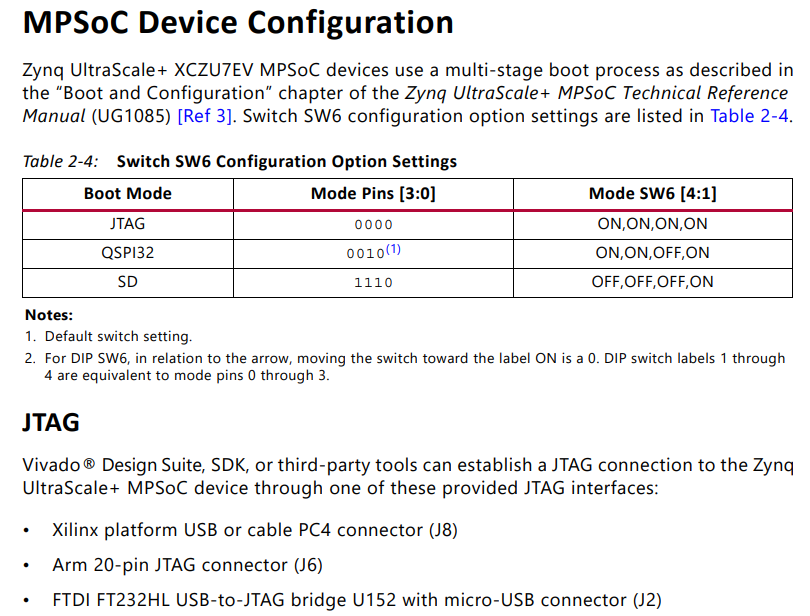 MPSoC Device Configuration
Zynq UltraScale+ XCZU7EV MPSoC devices use a multi-stage boot process as described in
the “Boot and Configuration” chapter of the Zynq UltraScale+ MPSoC Technical Reference
Manual (UG1085) [Ref 3]. Switch SW6 configuration option settings are listed in Table 2-4.
Table 2-4: Switch SW6 Configuration Option Settings
Boot Mode Mode Pins [3:0] Mode SW6 [4:1]
JTAG 0000 ON,ON,ON,ON
QSPI32 0010(1) ON,ON,OFF,ON
SD 1110 OFF,OFF,OFF,ON
Notes:
1. Default switch setting.
2. For DIP SW6, in relation to the arrow, moving the switch toward the label ON is a 0. DIP switch labels 1 through
4 are equivalent to mode pins 0 through 3.
JTAG
Vivado® Design Suite, SDK, or third-party tools can establish a JTAG connection to the Zynq
UltraScale+ MPSoC device through one of these provided JTAG interfaces:
• Xilinx platform USB or cable PC4 connector (J8)
• Arm 20-pin JTAG connector (J6)
• FTDI FT232HL USB-to-JTAG bridge U152 with micro-USB connector (J2)